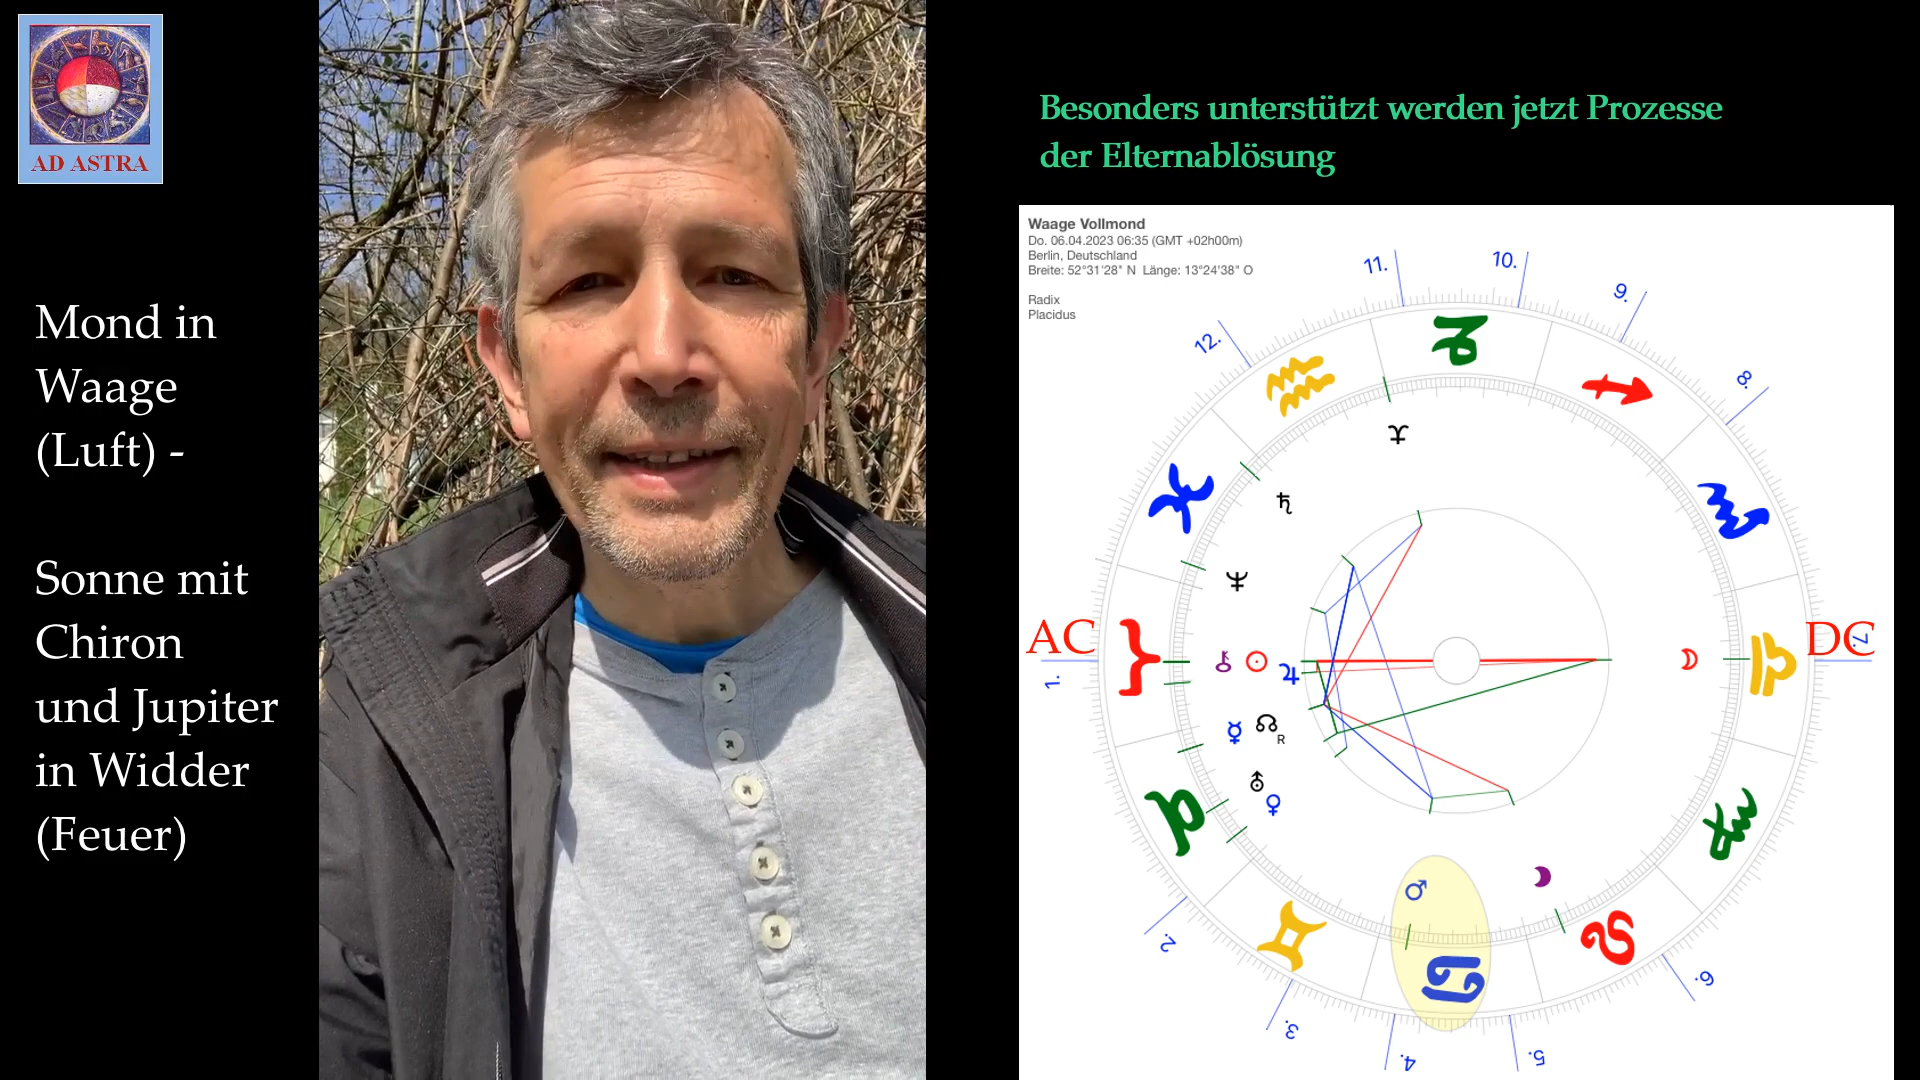 AD ASTRA
Mond in
Waage
(Luft) -
Sonne mit
Chiron
und Jupiter
in Widder
(Feuer)
Besonders unterstützt werden jetzt Prozesse
der Elternablösung
Waage Vollmond
Do. 06.04.2023 06:35 (GMT +02h00m)
Berlin, Deutschland
Breite: 52°31'28" N Länge: 13°24'38" O
Radix
Placidus
11.
10.
9.
12.
8.
AC
DC
1.
7.
R
2.
6.
3.
4.
5.